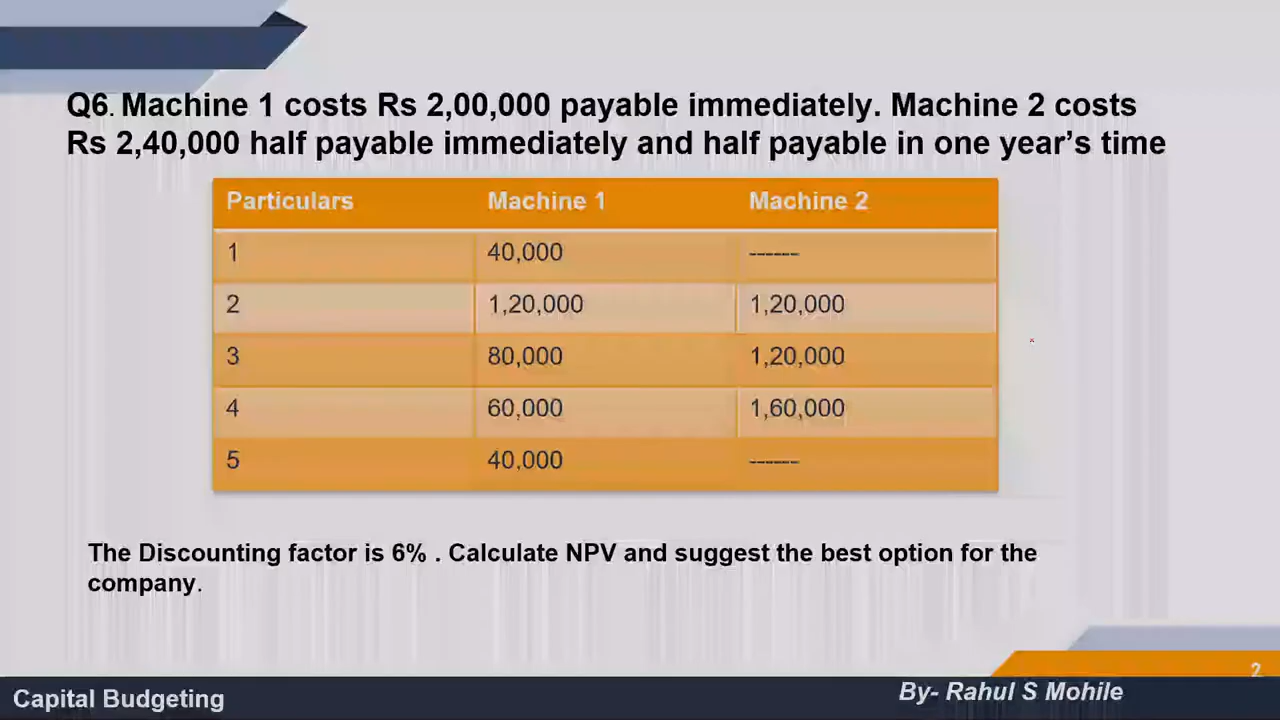 Q6. Machine 1 costs Rs 2,00,000 payable immediately. Machine 2 costs
Rs 2,40,000 half payable immediately and half payable in one year’s time
Particulars Machine 1 Machine 2
1 40,000 ------
2 1,20,000 1,20,000
3 80,000 1,20,000
4 60,000 1,60,000
5 40,000 ------
The Discounting factor is 6% . Calculate NPV and suggest the best option for the
company.
2
Capital Budgeting
By- Rahul S Mohile